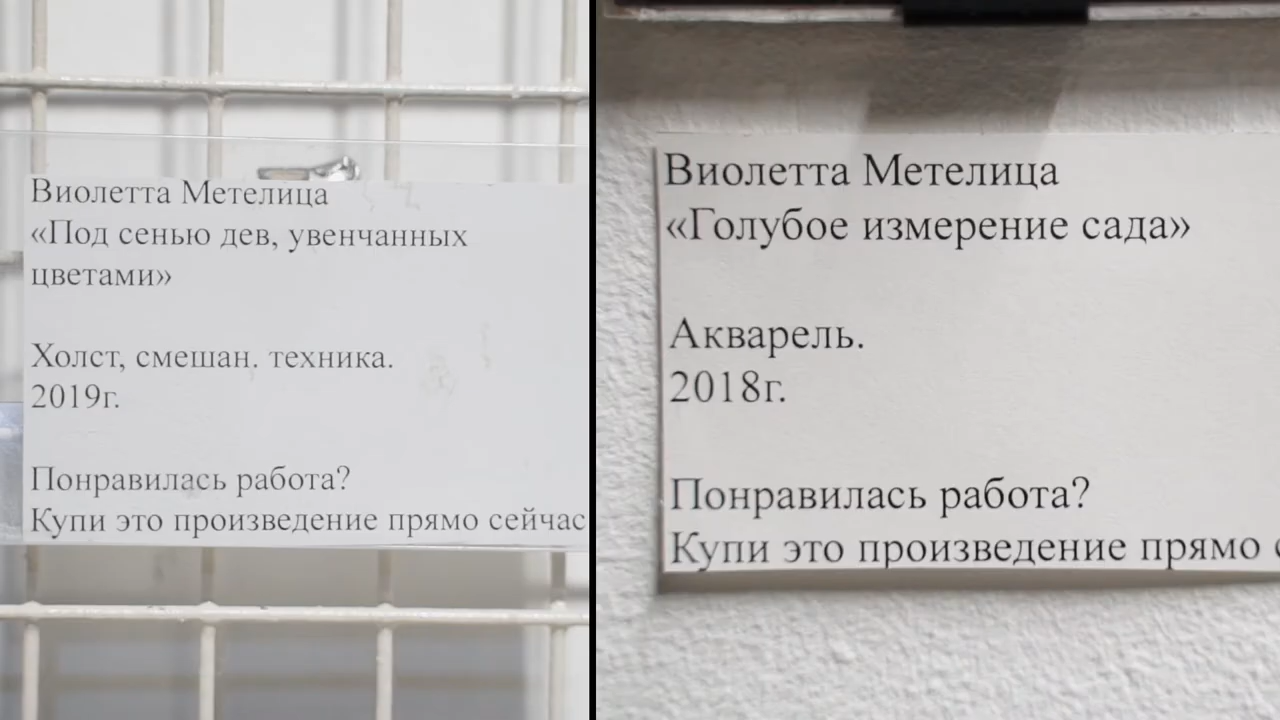 Виолетта Метелица
«Под сенью дев, увенчанных
цветами»
Холст, смешан. техника.
2019г.
Понравилась работа?
Купи это произведение прямо сейчас
Виолетта Метелица
«Голубое измерение сада»
Акварель.
2018г.
Понравилась работа?
Купи это произведение прямо